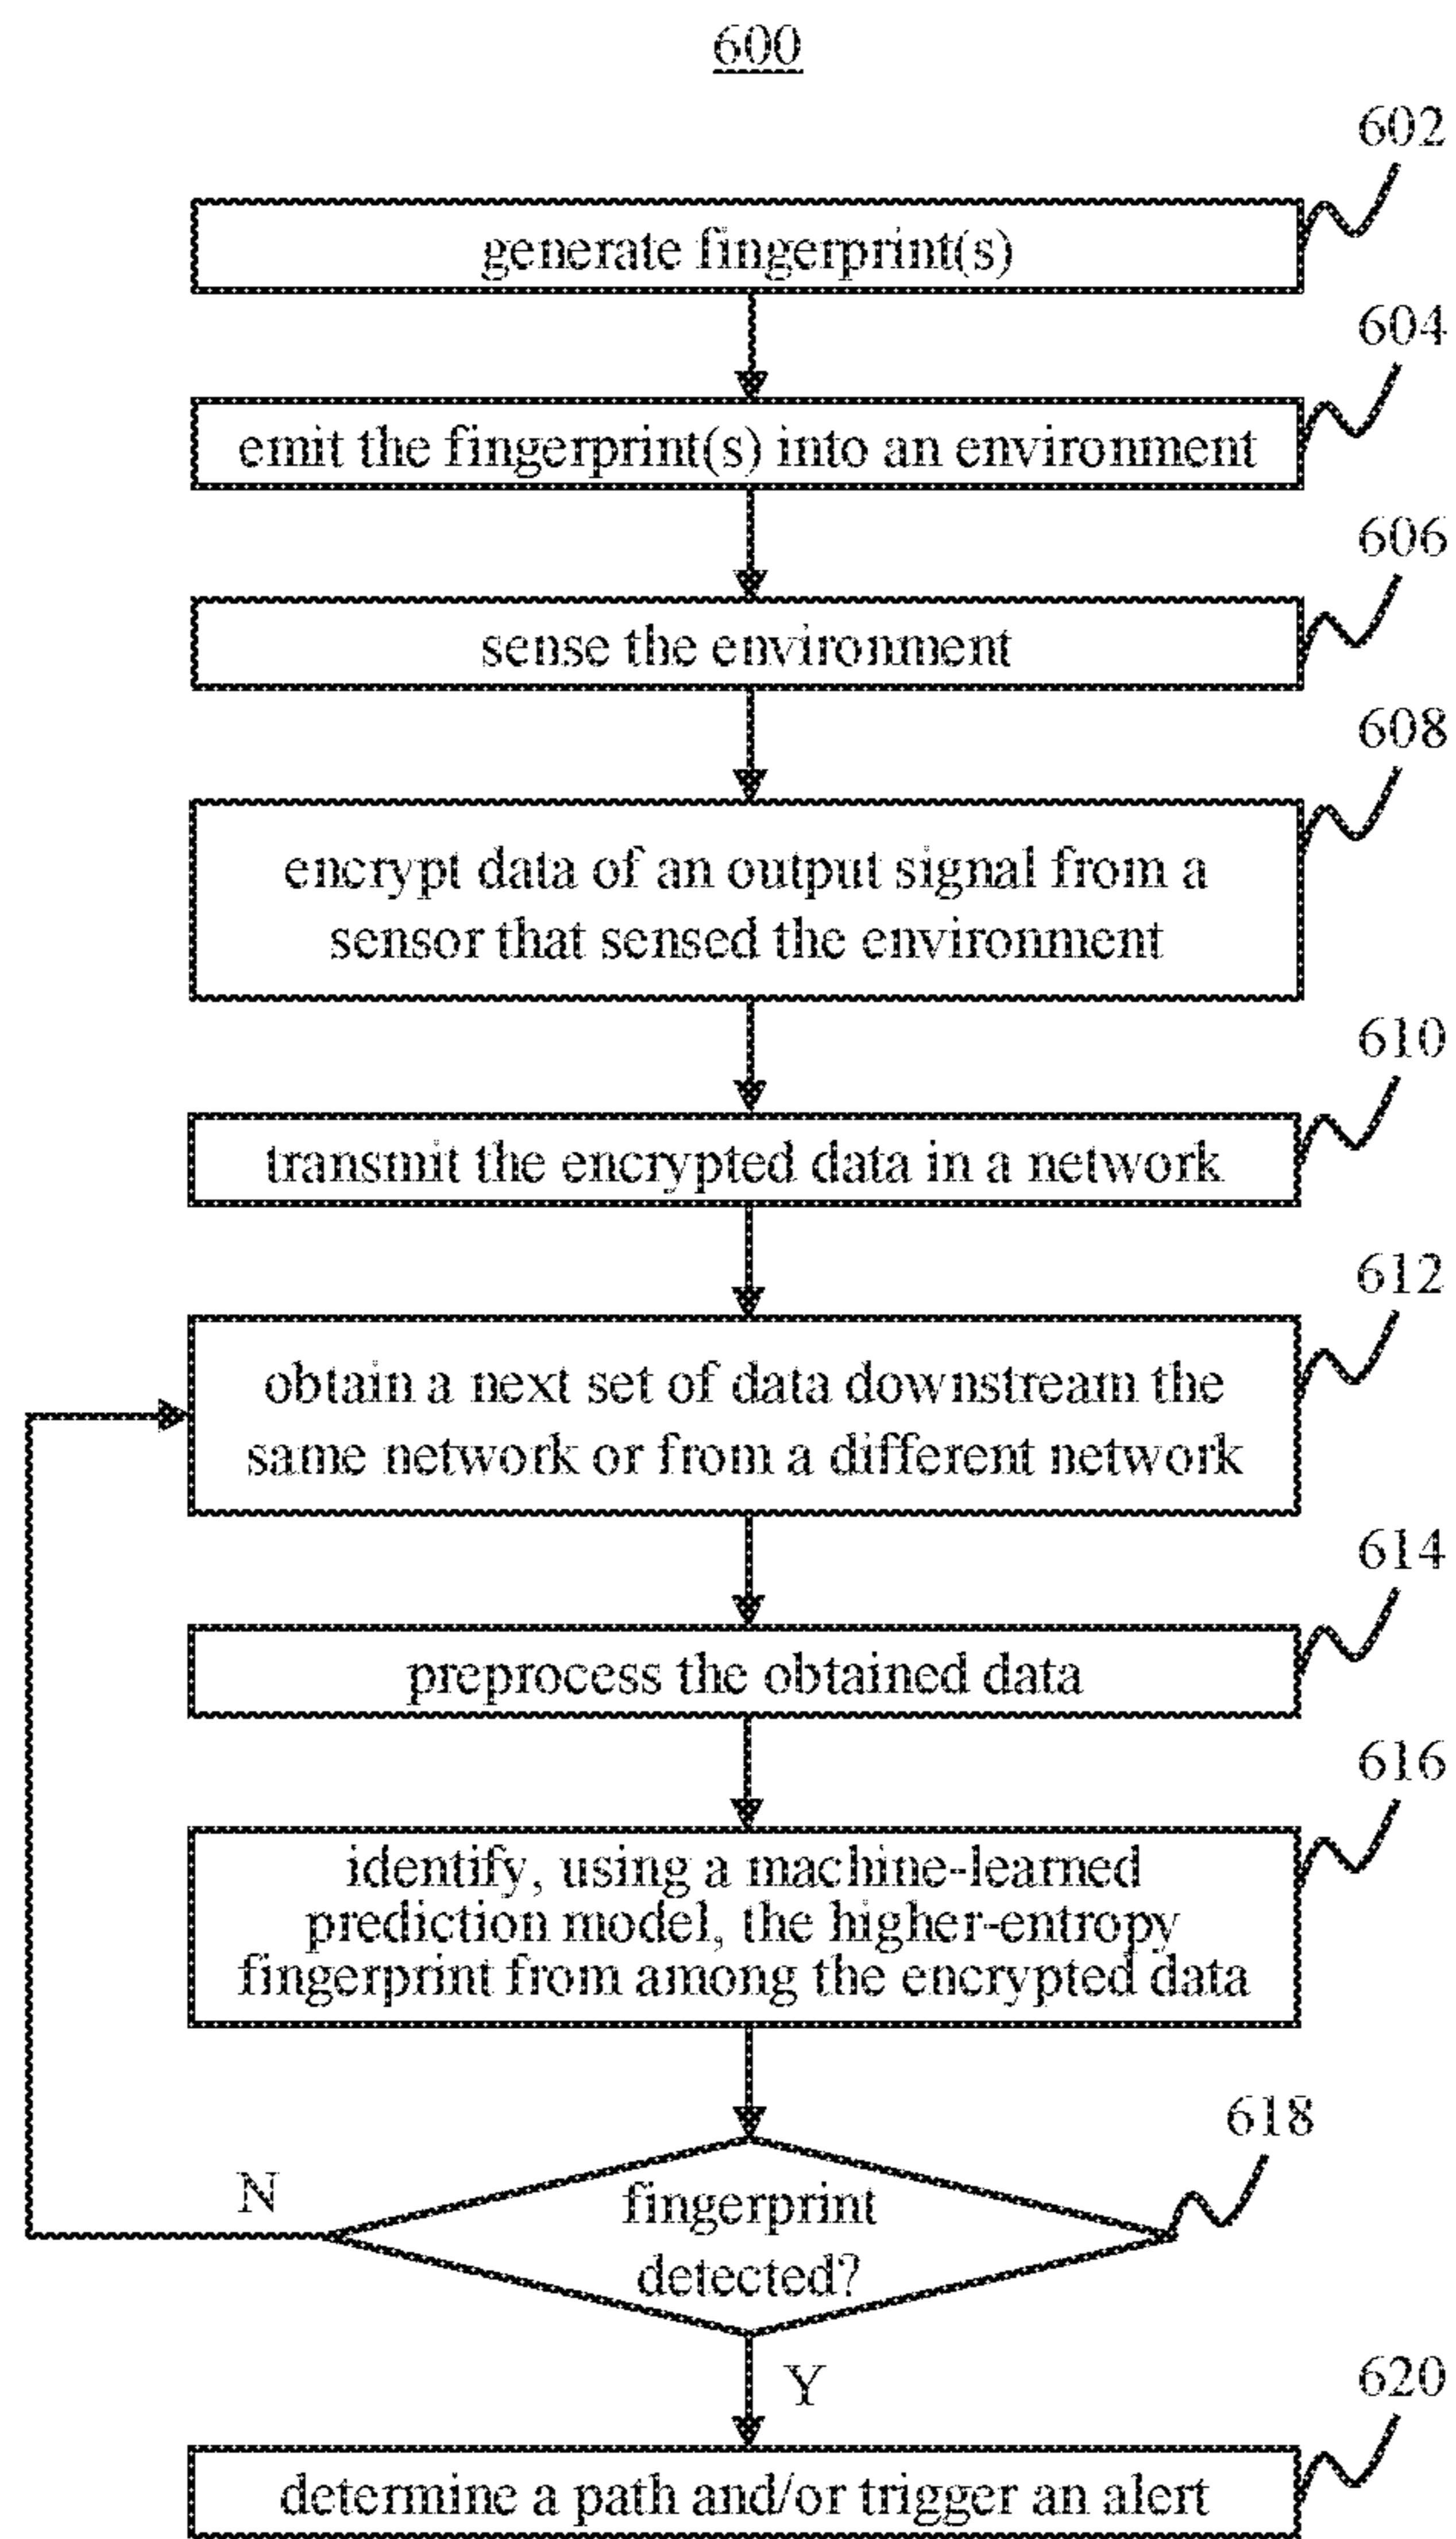 600
602
generate fingerprint(s)
604
emit the fingerprint(s) into an environment
606
sense the environment
608
encrypt data of an output signal from a
sensor that sensed the environment
610
transmit the encrypted data in a network
612
obtain a next set of data downstream the
same network or from a different network
614
preprocess the obtained data
616
identify, using a machine-learned
prediction model, the higher-entropy
fingerprint from among the encrypted data
618
N
fingerprint
detected?
Y
620
determine a path and/or trigger an alert